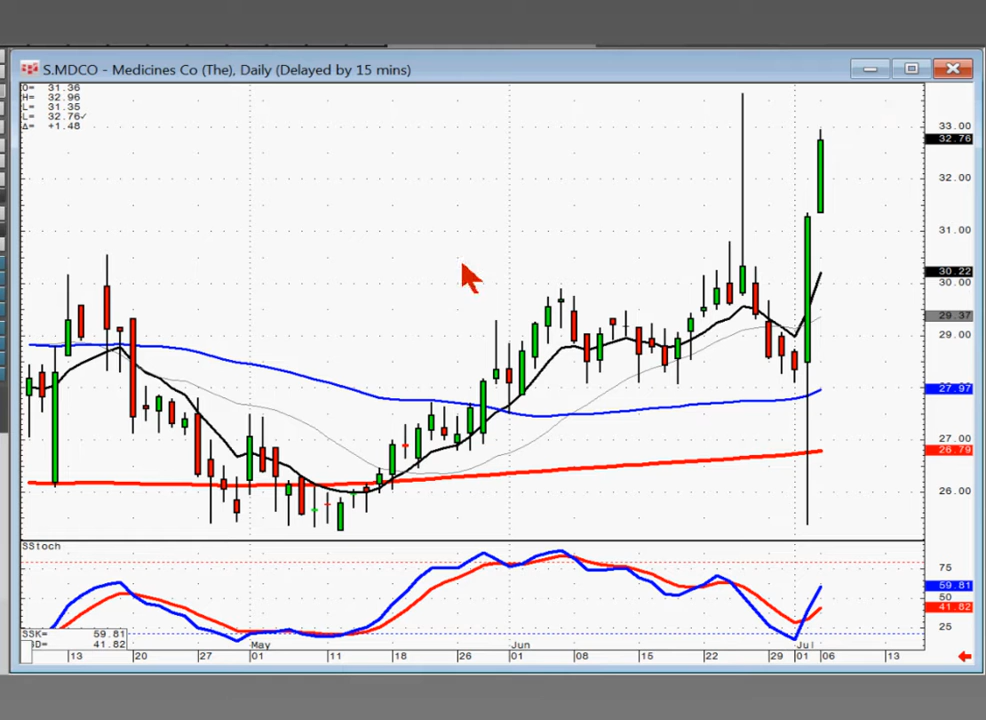 S.MDCO - Medicines Co (The), Daily (Delayed by 15 mins)
O= 31.36
H= 32.96
L= 31.35
L= 32.76✓
Δ= +1.48
33.00
32.76
32.00
31.00
30.22
30.00
29.37
29.00
27.97
27.00
26.79
26.00
SStoch
75
59.81
50
41.82
25
SSK= 59.81
SD= 41.82
May Jun Jul
13 20 27 01 11 18 26 01 08 15 22 29 01 06 13